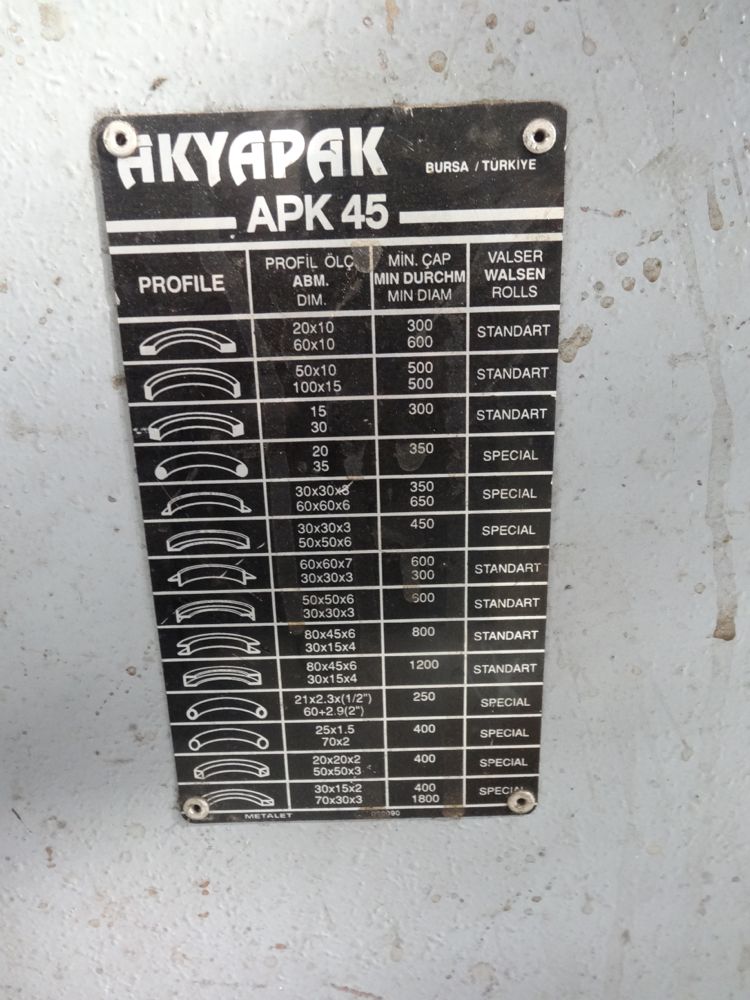 AKYAPAK BURSA / TÜRKİYE
APK 45
PROFILE PROFİL ÖLÇ. MİN. ÇAP VALSER
ABM. MIN DURCHM WALSEN
DIM. MIN DIAM ROLLS
20x10 300 STANDART
60x10 600
50x10 500 STANDART
100x15 500
15 300 STANDART
30
20 350 SPECIAL
35
30x30x3 350 SPECIAL
60x60x6 650
30x30x3 450 SPECIAL
50x50x6
60x60x7 600 STANDART
30x30x3 300
50x50x6 600 STANDART
30x30x3
80x45x6 800 STANDART
30x15x4
80x45x6 1200 STANDART
30x15x4
21x2.3x(1/2") 250 SPECIAL
60÷2.9(2")
25x1.5 400 SPECIAL
70x2
20x20x2 400 SPECIAL
50x50x3
30x15x2 400 SPECIAL
70x30x3 1800
METALET